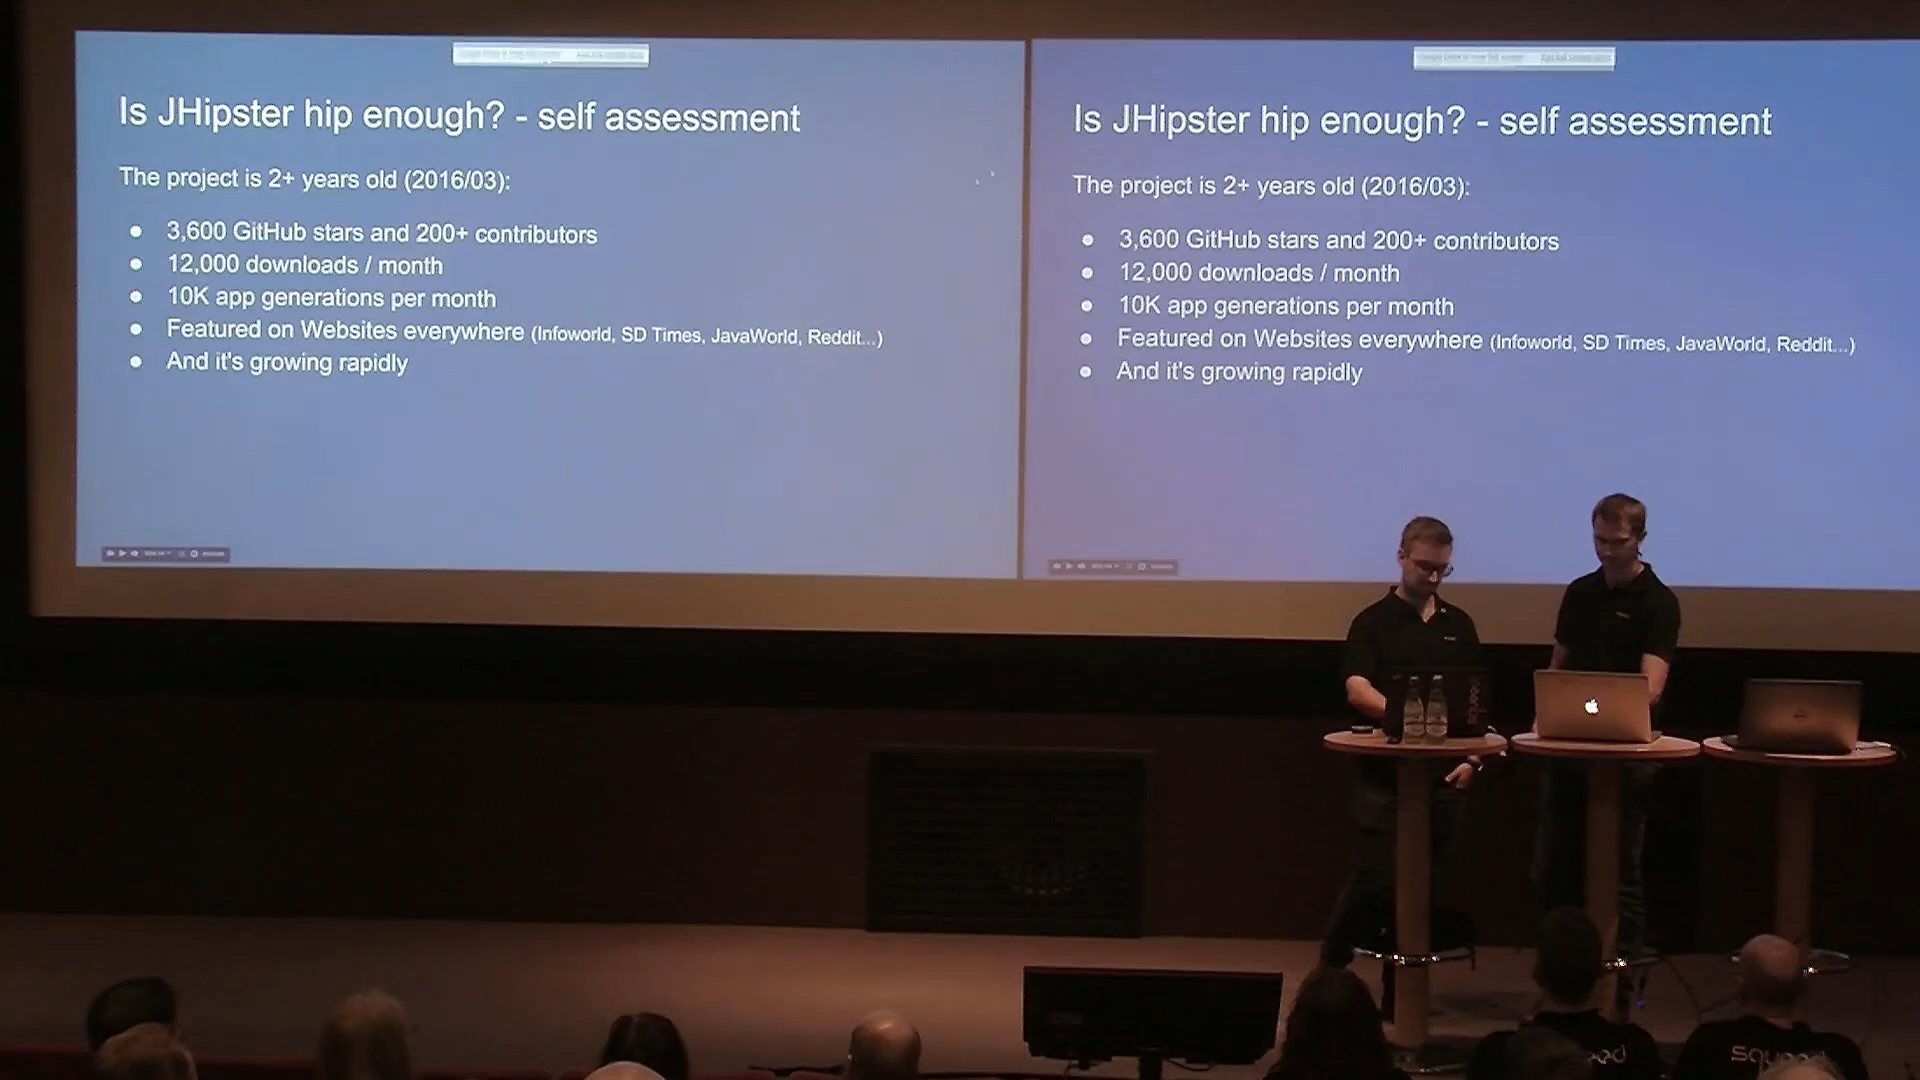 Is JHipster hip enough? - self assessment
The project is 2+ years old (2016/03):
● 3,600 GitHub stars and 200+ contributors
● 12,000 downloads / month
● 10K app generations per month
● Featured on Websites everywhere (Infoworld, SD Times, JavaWorld, Reddit...)
● And it's growing rapidly
Is JHipster hip enough? - self assessment
The project is 2+ years old (2016/03):
● 3,600 GitHub stars and 200+ contributors
● 12,000 downloads / month
● 10K app generations per month
● Featured on Websites everywhere (Infoworld, SD Times, JavaWorld, Reddit...)
● And it's growing rapidly
squeed
squeed